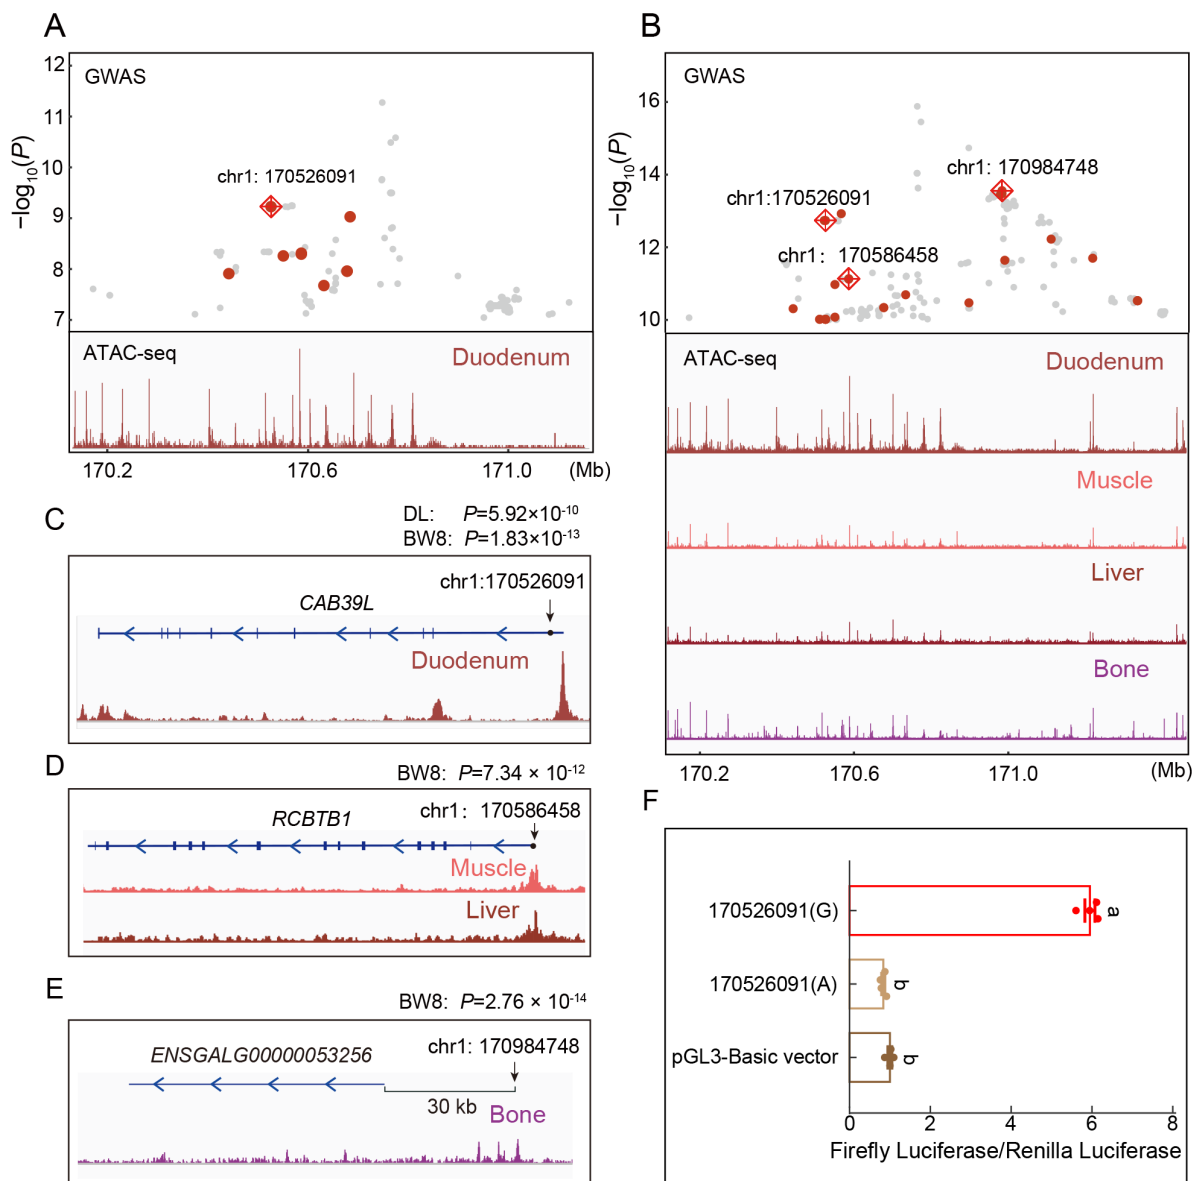 A
12
11
10
9
8
7
−log10(P)
GWAS
chr1: 170526091
ATAC-seq
Duodenum
170.2
170.6
171.0
(Mb)
B
16
14
12
10
−log10(P)
GWAS
chr1: 170984748
chr1:170526091
chr1: 170586458
ATAC-seq
Duodenum
Muscle
Liver
Bone
170.2
170.6
171.0
(Mb)
C
DL: P=5.92×10-10
BW8: P=1.83×10-13
chr1:170526091
CAB39L
Duodenum
D
BW8: P=7.34 × 10-12
chr1: 170586458
RCBTB1
Muscle
Liver
E
BW8: P=2.76 × 10-14
chr1: 170984748
ENSGALG00000053256
30 kb
Bone
F
170526091(G)
a
170526091(A)
b
pGL3-Basic vector
b
0
2
4
6
8
Firefly Luciferase/Renilla Luciferase